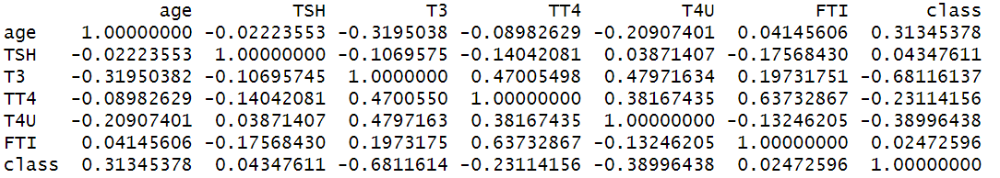 age TSH T3 TT4 T4U FTI class
age 1.00000000 -0.02223553 -0.3195038 -0.08982629 -0.20907401 0.04145606 0.31345378
TSH -0.02223553 1.00000000 -0.1069575 -0.14042081 0.03871407 -0.17568430 0.04347611
T3 -0.31950382 -0.10695745 1.0000000 0.47005498 0.47971634 0.19731751 -0.68116137
TT4 -0.08982629 -0.14042081 0.4700550 1.00000000 0.38167435 0.63732867 -0.23114156
T4U -0.20907401 0.03871407 0.4797163 0.38167435 1.00000000 -0.13246205 -0.38996438
FTI 0.04145606 -0.17568430 0.1973175 0.63732867 -0.13246205 1.00000000 0.02472596
class 0.31345378 0.04347611 -0.6811614 -0.23114156 -0.38996438 0.02472596 1.00000000